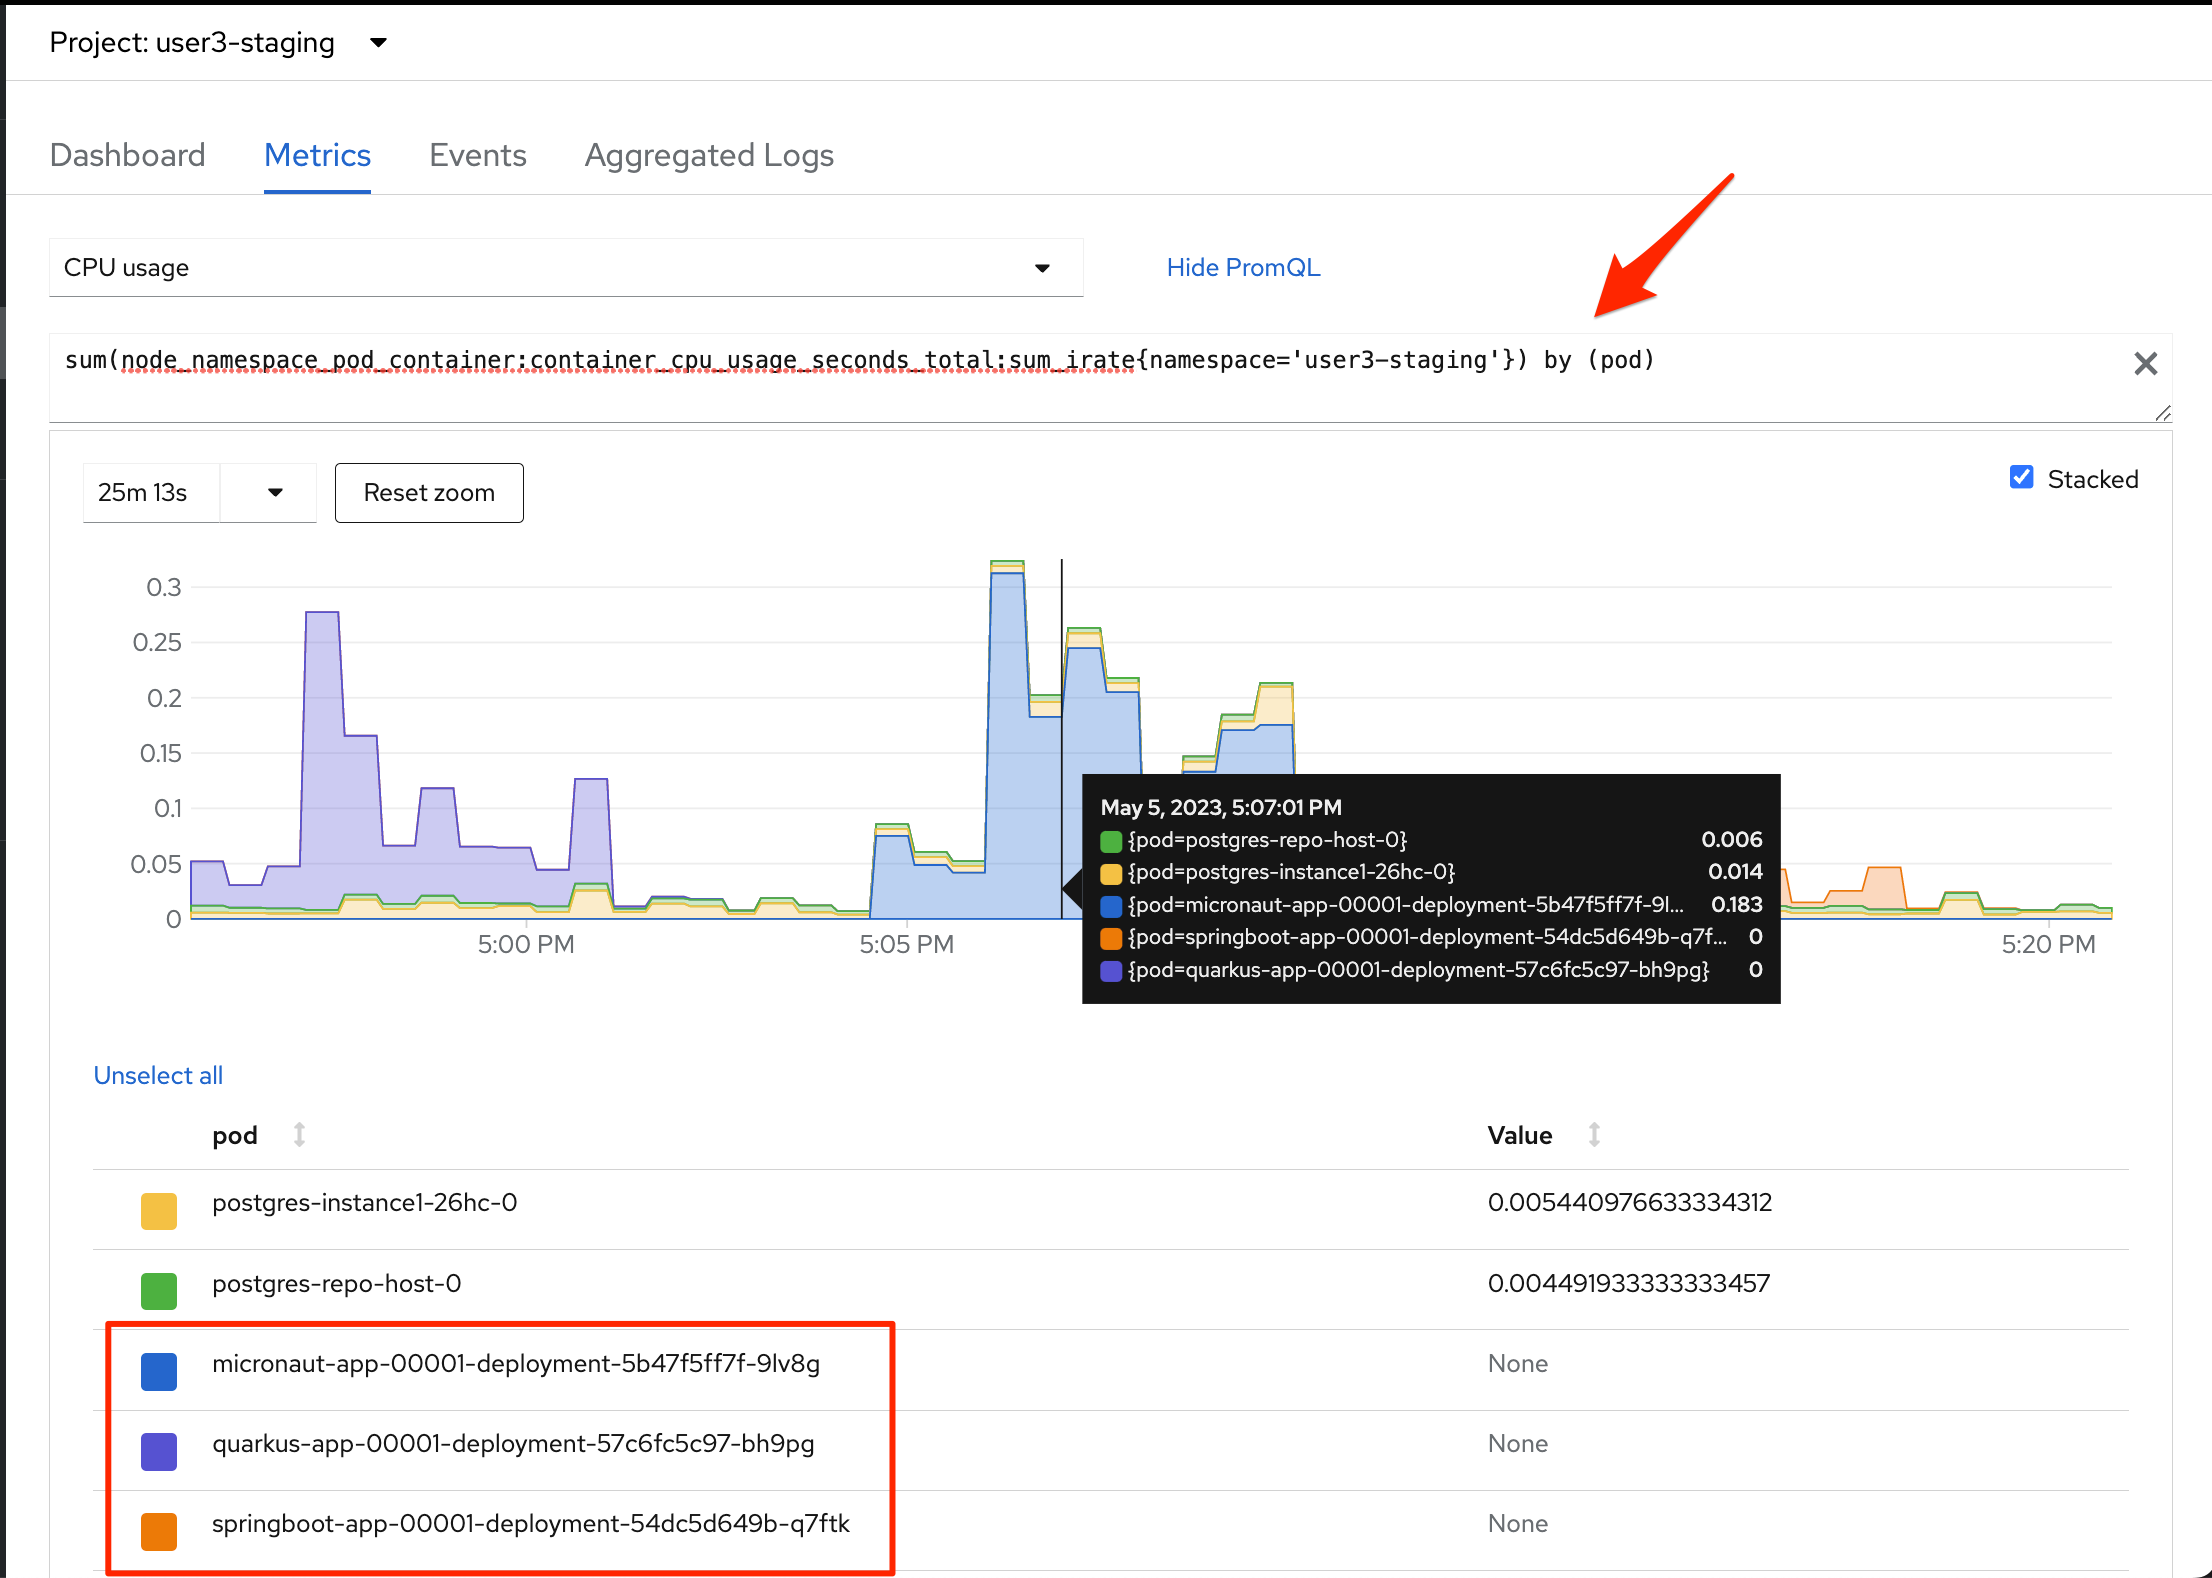 Project: user3-staging
Dashboard Metrics Events Aggregated Logs
CPU usage
Hide PromQL
sum(node_namespace_pod_container:container_cpu_usage_seconds_total:sum_irate{namespace='user3-staging'}) by (pod)
25m 13s
Reset zoom
Stacked
0.3
0.25
0.2
0.15
0.1
0.05
0
5:00 PM
5:05 PM
5:20 PM
May 5, 2023, 5:07:01 PM
{pod=postgres-repo-host-0} 0.006
{pod=postgres-instance1-26hc-0} 0.014
{pod=micronaut-app-00001-deployment-5b47f5ff7f-9l... 0.183
{pod=springboot-app-00001-deployment-54dc5d649b-q7f... 0
{pod=quarkus-app-00001-deployment-57c6fc5c97-bh9pg} 0
Unselect all
pod Value
postgres-instance1-26hc-0 0.005440976633334312
postgres-repo-host-0 0.004491933333333457
micronaut-app-00001-deployment-5b47f5ff7f-9lv8g None
quarkus-app-00001-deployment-57c6fc5c97-bh9pg None
springboot-app-00001-deployment-54dc5d649b-q7ftk None